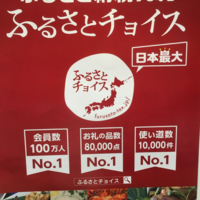 ふるさとチョイス
日本最大
ふるさと
チョイス
furusato-tax.jp
会員数
100万人
No.1
お礼の品数
80,000点
No.1
使い道数
10,000件
No.1
ふるさとチョイス